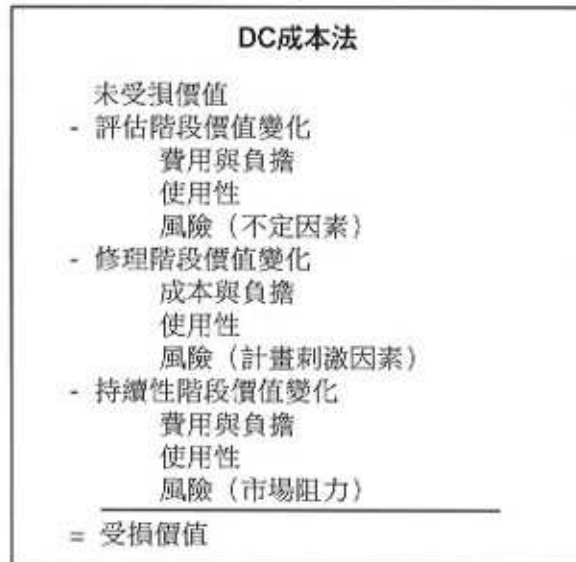 DC成本法
未受損價值
- 評估階段價值變化
費用與負擔
使用性
風險（不定因素）
- 修理階段價值變化
成本與負擔
使用性
風險（計畫刺激因素）
- 持續性階段價值變化
費用與負擔
使用性
風險（市場阻力）
= 受損價值